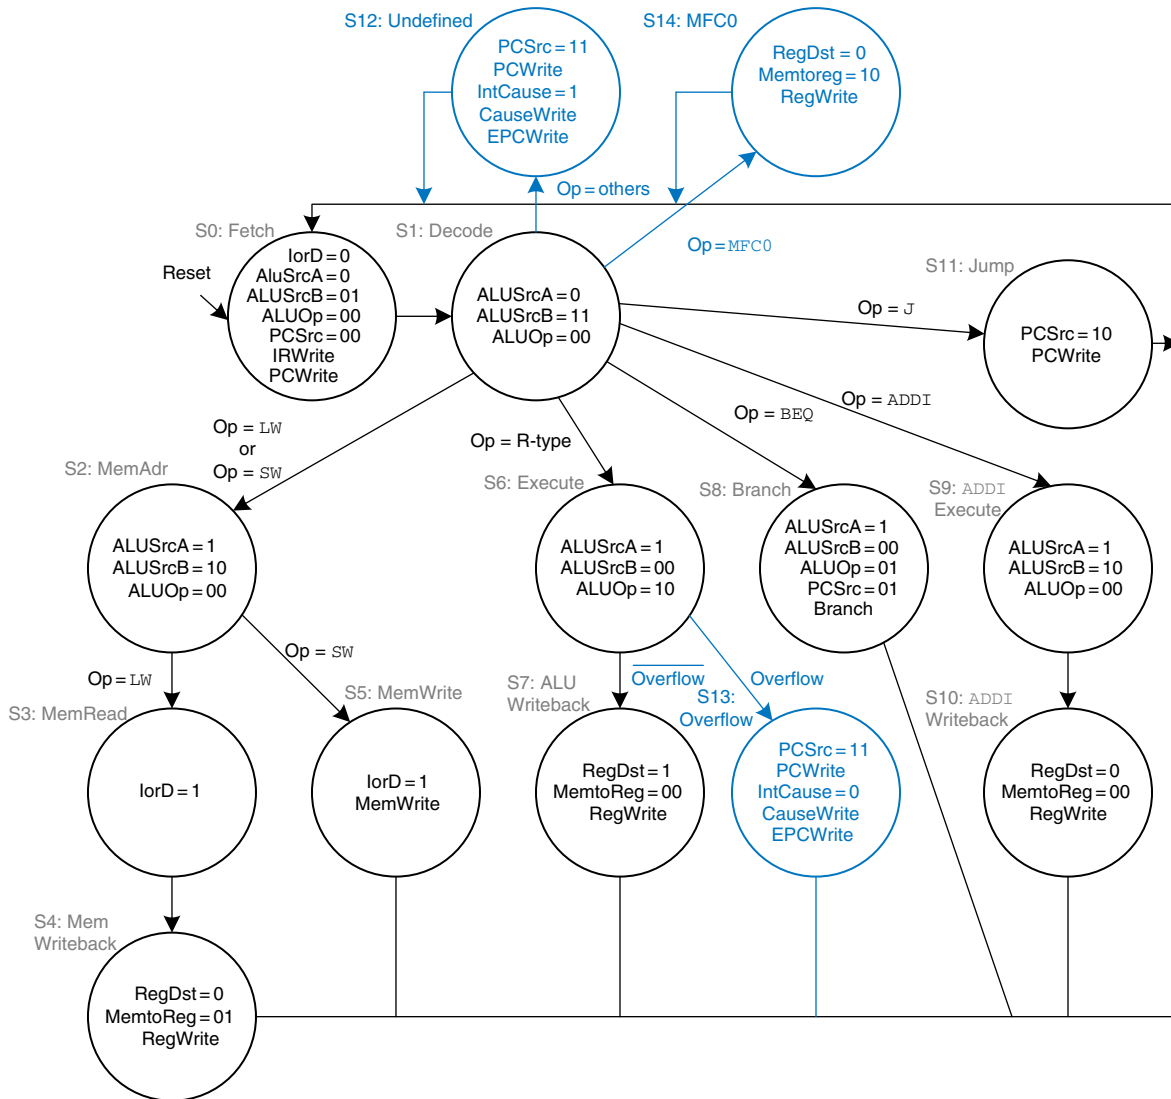 S12: Undefined
PCSrc = 11
PCWrite
IntCause = 1
CauseWrite
EPCWrite
S14: MFC0
RegDst = 0
Memtoreg = 10
RegWrite
Op = others
Op = MFC0
S0: Fetch
Reset
IorD = 0
AluSrcA = 0
ALUSrcB = 01
ALUOp = 00
PCSrc = 00
IRWrite
PCWrite
S1: Decode
ALUSrcA = 0
ALUSrcB = 11
ALUOp = 00
S11: Jump
Op = J
PCSrc = 10
PCWrite
Op = LW
or
Op = SW
Op = R-type
Op = BEQ
Op = ADDI
S2: MemAdr
ALUSrcA = 1
ALUSrcB = 10
ALUOp = 00
S6: Execute
ALUSrcA = 1
ALUSrcB = 00
ALUOp = 10
S8: Branch
ALUSrcA = 1
ALUSrcB = 00
ALUOp = 01
PCSrc = 01
Branch
S9: ADDI
Execute
ALUSrcA = 1
ALUSrcB = 10
ALUOp = 00
Op = LW
Op = SW
Overflow
Overflow
S3: MemRead
IorD = 1
S5: MemWrite
IorD = 1
MemWrite
S7: ALU
Writeback
RegDst = 1
MemtoReg = 00
RegWrite
S13:
Overflow
PCSrc = 11
PCWrite
IntCause = 0
CauseWrite
EPCWrite
S10: ADDI
Writeback
RegDst = 0
MemtoReg = 00
RegWrite
S4: Mem
Writeback
RegDst = 0
MemtoReg = 01
RegWrite